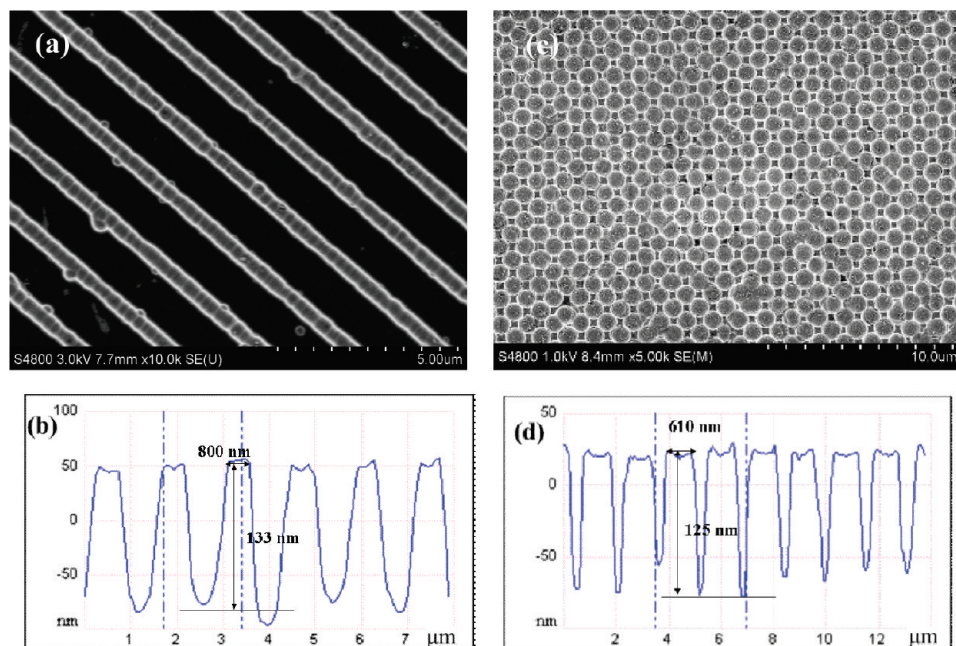 (a)
S4800 3.0kV 7.7mm x10.0k SE(U) 5.00um
(c)
S4800 1.0kV 8.4mm x5.00k SE(M) 10.0um
(b)
100
50
0
-50
nm
800 nm
133 nm
1 2 3 4 5 6 7 µm
(d)
50
0
-50
nm
610 nm
125 nm
2 4 6 8 10 12 µm